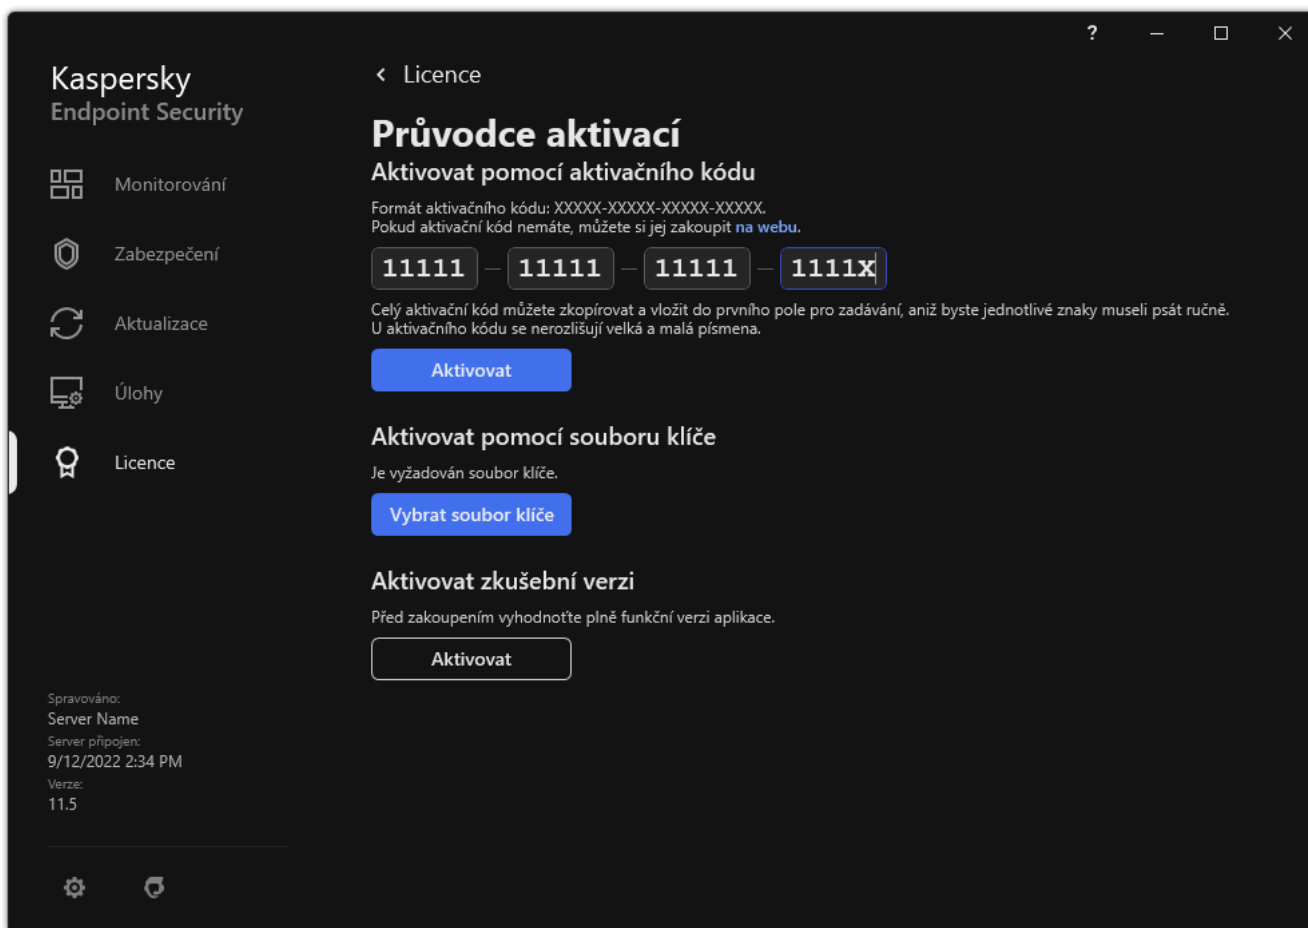 ?
Kaspersky
Endpoint Security
Monitorování
Zabezpečení
Aktualizace
Úlohy
Licence
Spravováno:
Server Name
Server připojen:
9/12/2022 2:34 PM
Verze:
11.5
Licence
Průvodce aktivací
Aktivovat pomocí aktivačního kódu
Formát aktivačního kódu: XXXXX-XXXXX-XXXXX-XXXXX.
Pokud aktivační kód nemáte, můžete si jej zakoupit na webu.
11111 – 11111 – 11111 – 1111X
Celý aktivační kód můžete zkopírovat a vložit do prvního pole pro zadávání, aniž byste jednotlivé znaky museli psát ručně.
U aktivačního kódu se nerozlišují velká a malá písmena.
Aktivovat
Aktivovat pomocí souboru klíče
Je vyžadován soubor klíče.
Vybrat soubor klíče
Aktivovat zkušební verzi
Před zakoupením vyhodnoťte plně funkční verzi aplikace.
Aktivovat